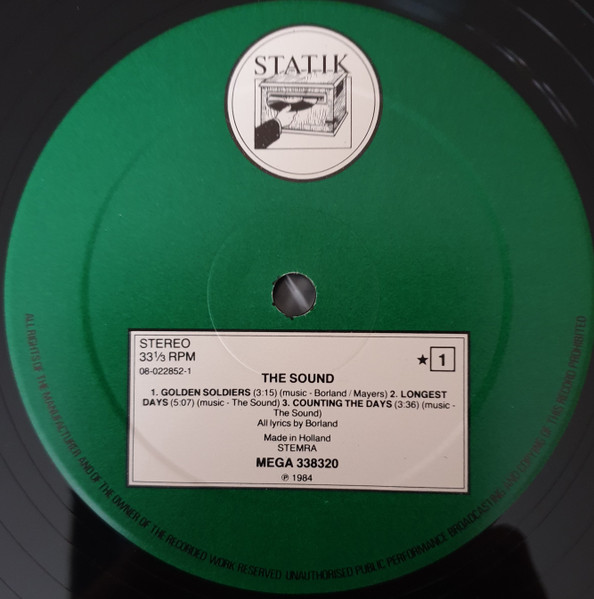 STATIK
STEREO
33⅓ RPM
08-022852-1
★ 1
THE SOUND
1. GOLDEN SOLDIERS (3:15) (music - Borland / Mayers) 2. LONGEST
DAYS (5:07) (music - The Sound) 3. COUNTING THE DAYS (3:36) (music -
The Sound)
All lyrics by Borland
Made in Holland
STEMRA
MEGA 338320
℗ 1984
ALL RIGHTS OF THE MANUFACTURER AND OF THE OWNER OF THE RECORDED WORK RESERVED. UNAUTHORISED PUBLIC PERFORMANCE BROADCASTING AND COPYING OF THIS RECORD PROHIBITED